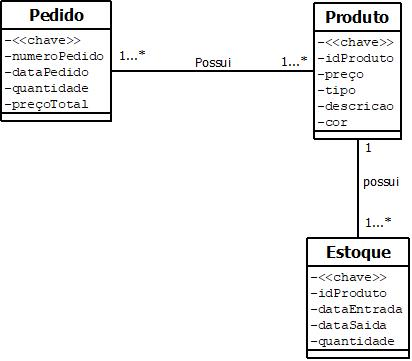 Pedido
-<<chave>>
-numeroPedido
-dataPedido
-quantidade
-preçoTotal
1...*
Possui
1...*
Produto
-<<chave>>
-idProduto
-preço
-tipo
-descricao
-cor
1
possui
1...*
Estoque
-<<chave>>
-idProduto
-dataEntrada
-dataSaida
-quantidade